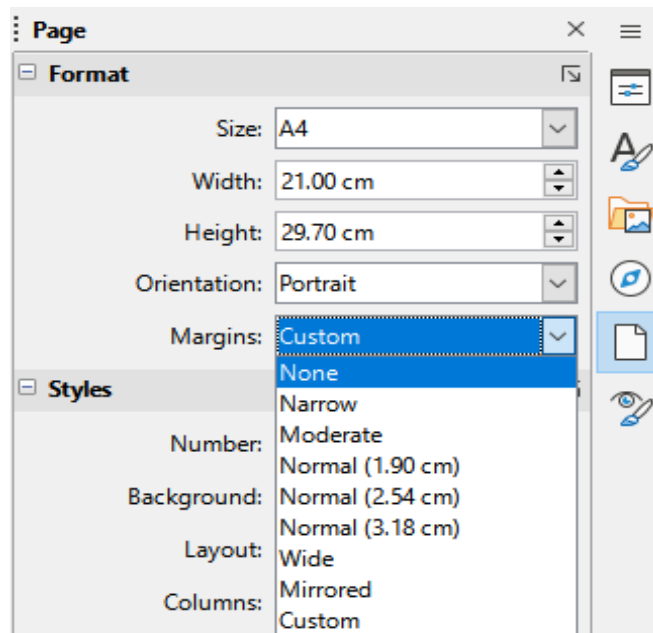 Page
Format
Size: A4
Width: 21.00 cm
Height: 29.70 cm
Orientation: Portrait
Margins: Custom
None
Styles
Narrow
Number: Moderate
Normal (1.90 cm)
Background: Normal (2.54 cm)
Normal (3.18 cm)
Layout: Wide
Mirrored
Columns: Custom